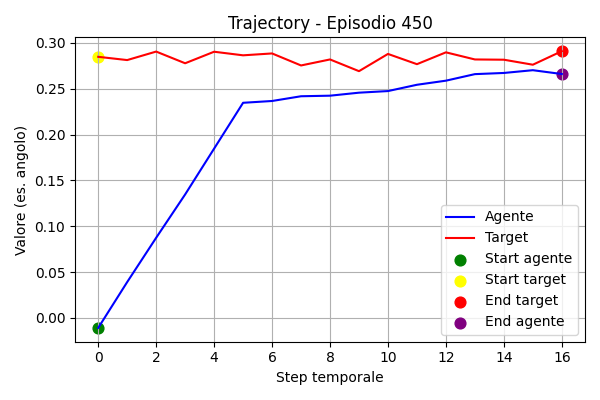 Trajectory - Episodio 450
Valore (es. angolo)
0.30
0.25
0.20
0.15
0.10
0.05
0.00
Agente
Target
Start agente
Start target
End target
End agente
0 2 4 6 8 10 12 14 16
Step temporale